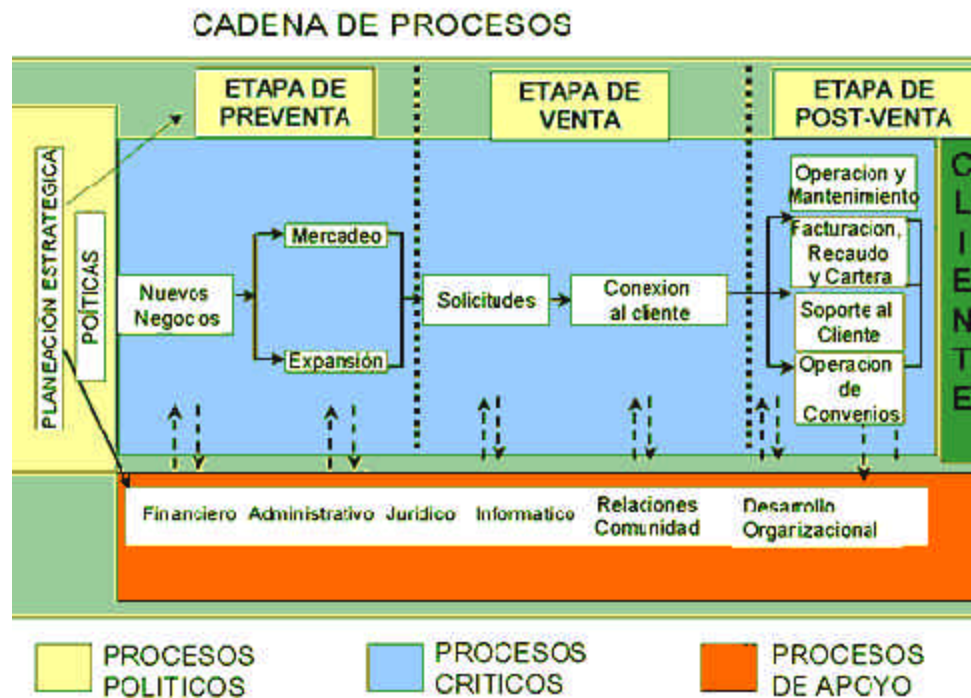 CADENA DE PROCESOS
ETAPA DE
PREVENTA
ETAPA DE
VENTA
ETAPA DE
POST-VENTA
PLANEACIÓN ESTRATEGICA
POÍTICAS
Nuevos
Negocos
Mercadeo
Expansión
Solicitudes
Conexion
al cliente
Operacion y
Mantenimiento
Facturacion,
Recaudo
y Cartera
Soporte al
Cliente
Operacion
de
Convenios
CLIENTE
Financiero
Administrativo
Juridico
Informatico
Relaciones
Comunidad
Desarrollo
Organizacional
PROCESOS
POLITICOS
PROCESOS
CRITICOS
PROCESOS
DE APOYO